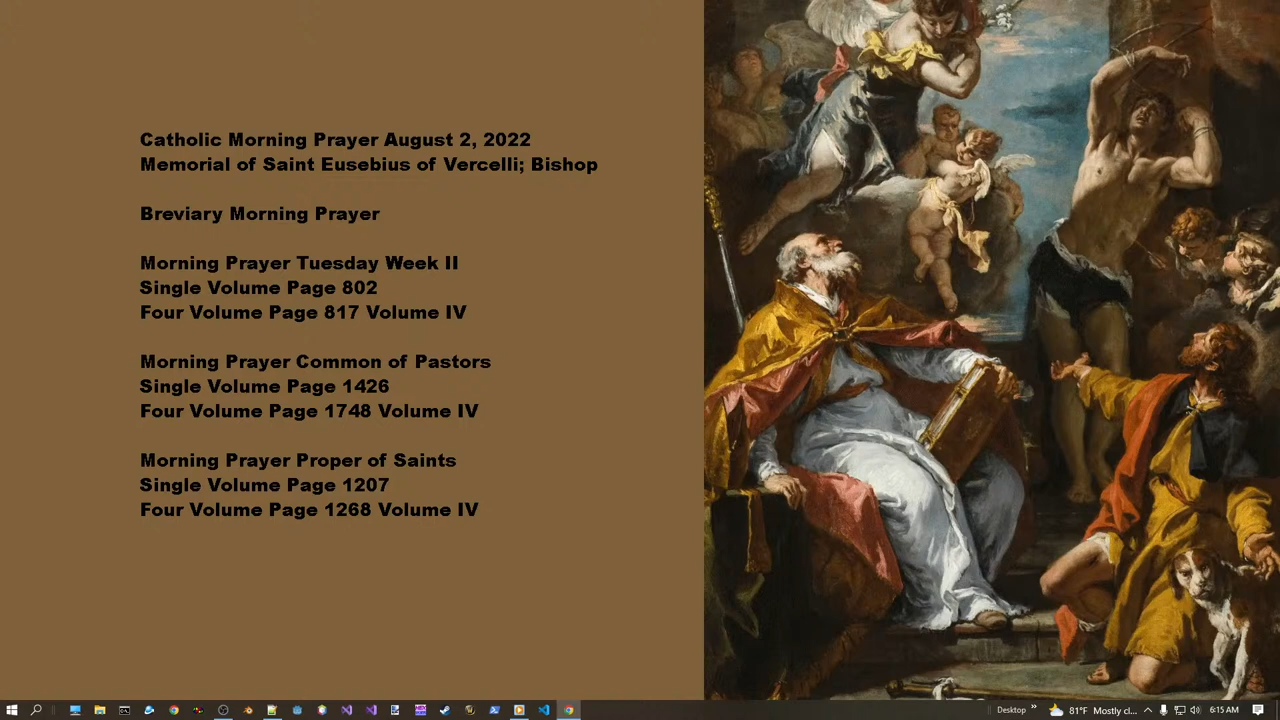 Catholic Morning Prayer August 2, 2022
Memorial of Saint Eusebius of Vercelli; Bishop
Breviary Morning Prayer
Morning Prayer Tuesday Week II
Single Volume Page 802
Four Volume Page 817 Volume IV
Morning Prayer Common of Pastors
Single Volume Page 1426
Four Volume Page 1748 Volume IV
Morning Prayer Proper of Saints
Single Volume Page 1207
Four Volume Page 1268 Volume IV
Desktop 81°F Mostly cl... 6:15 AM